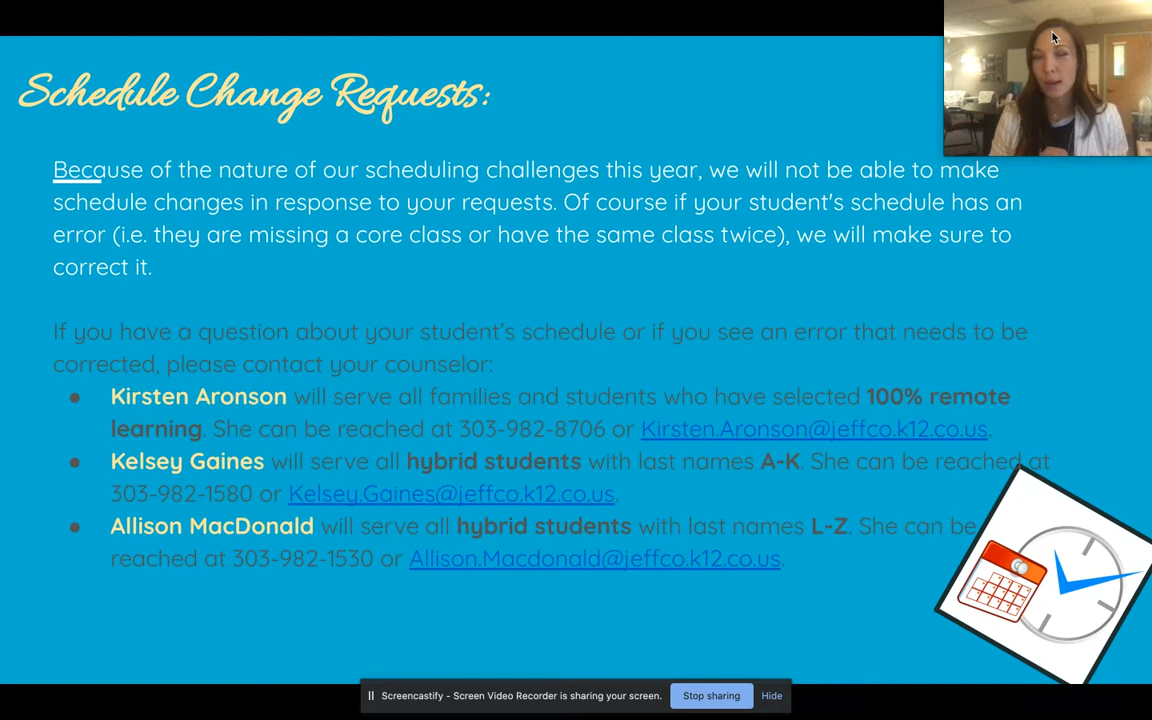 Schedule Change Requests:
Because of the nature of our scheduling challenges this year, we will not be able to make
schedule changes in response to your requests. Of course if your student's schedule has an
error (i.e. they are missing a core class or have the same class twice), we will make sure to
correct it.
If you have a question about your student's schedule or if you see an error that needs to be
corrected, please contact your counselor:
● Kirsten Aronson will serve all families and students who have selected 100% remote
learning. She can be reached at 303-982-8706 or Kirsten.Aronson@jeffco.k12.co.us.
● Kelsey Gaines will serve all hybrid students with last names A-K. She can be reached at
303-982-1580 or Kelsey.Gaines@jeffco.k12.co.us.
● Allison MacDonald will serve all hybrid students with last names L-Z. She can be
reached at 303-982-1530 or Allison.Macdonald@jeffco.k12.co.us.
Screencastify - Screen Video Recorder is sharing your screen. Stop sharing Hide